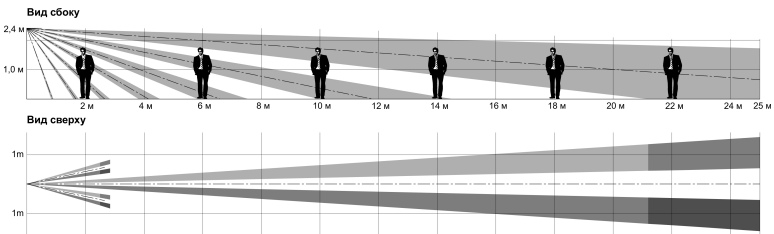 Вид сбоку
2,4 м
1,0 м
2 м 4 м 6 м 8 м 10 м 12 м 14 м 16 м 18 м 20 м 22 м 24 м 25 м
Вид сверху
1m
1m